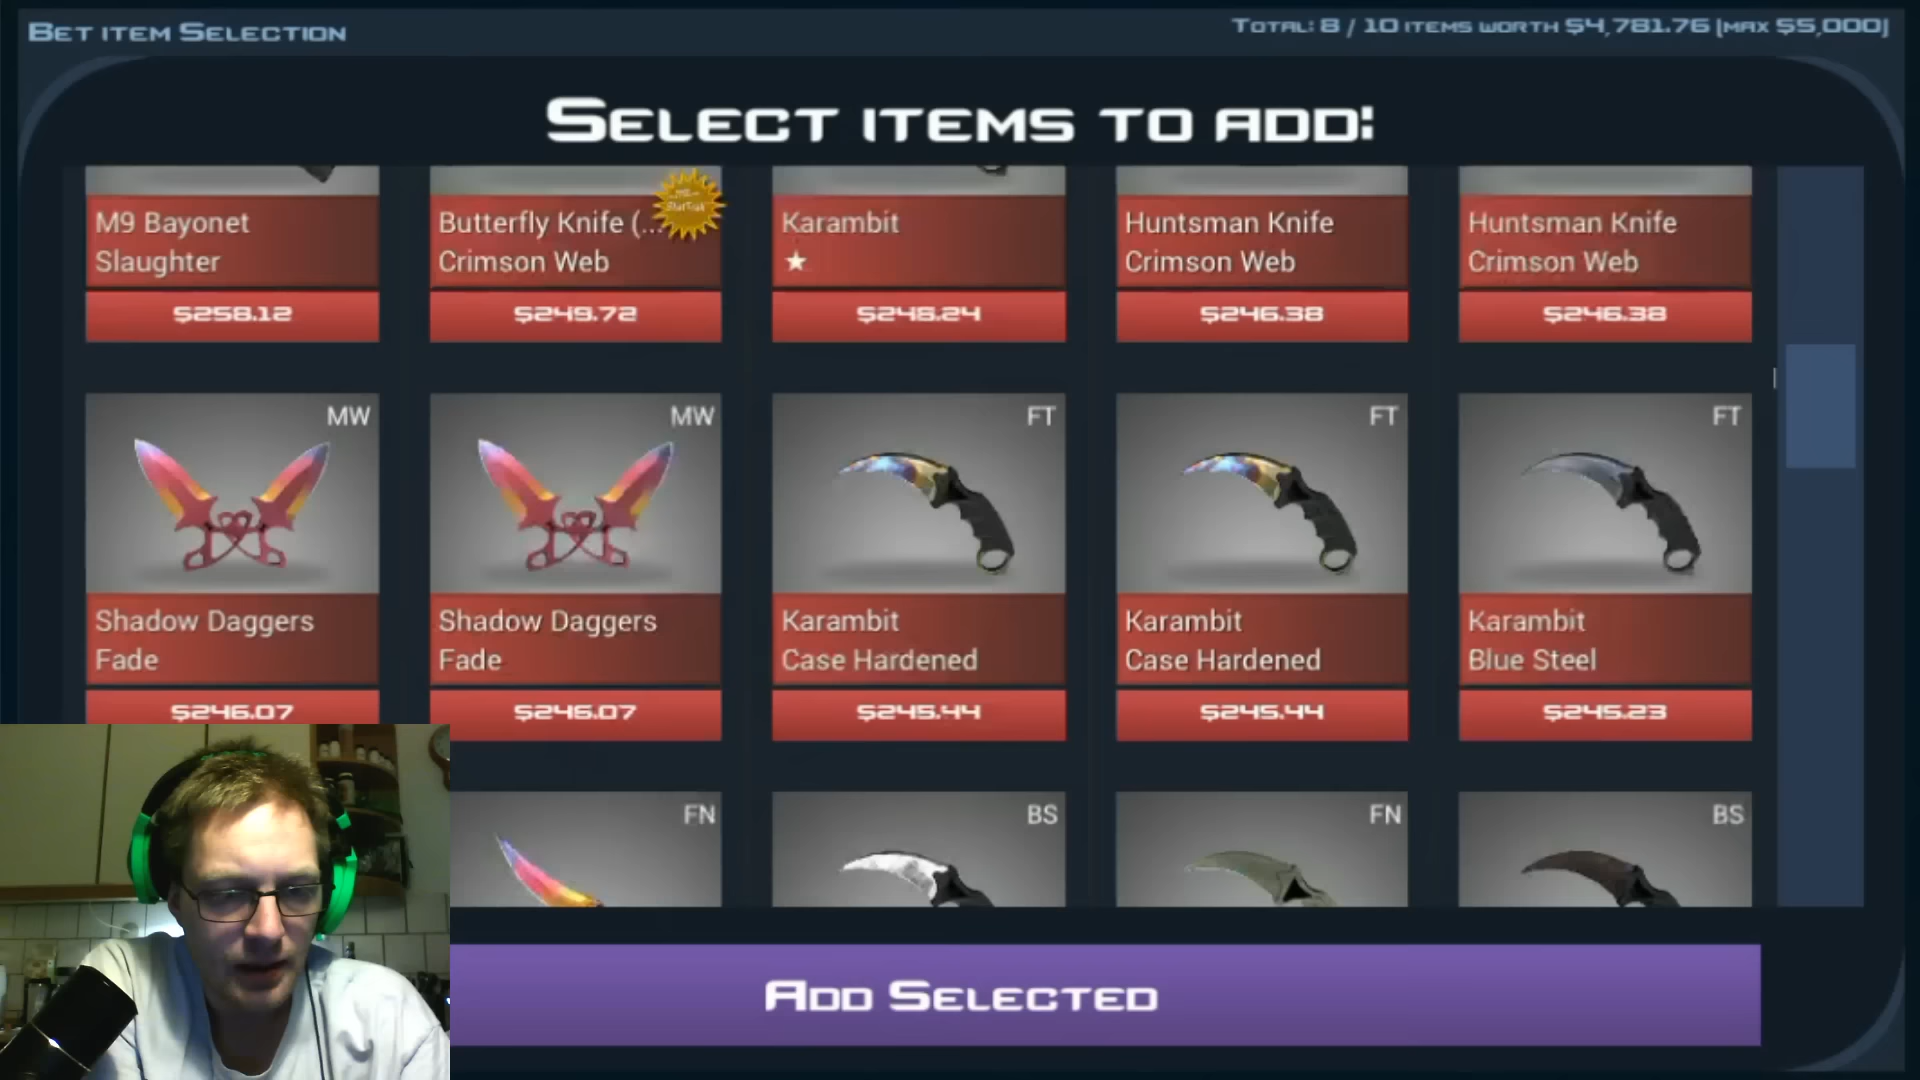 Bet item Selection
Total: 8 / 10 items worth $4,781.76 (max $5,000)
Select items to add:
M9 Bayonet
Slaughter
$258.12
Butterfly Knife (...
Crimson Web
$249.72
Karambit
★
$248.24
Huntsman Knife
Crimson Web
$246.38
Huntsman Knife
Crimson Web
$246.38
MW
Shadow Daggers
Fade
$246.07
MW
Shadow Daggers
Fade
$246.07
FT
Karambit
Case Hardened
$245.44
FT
Karambit
Case Hardened
$245.44
FT
Karambit
Blue Steel
$245.23
FN
BS
FN
BS
Add Selected